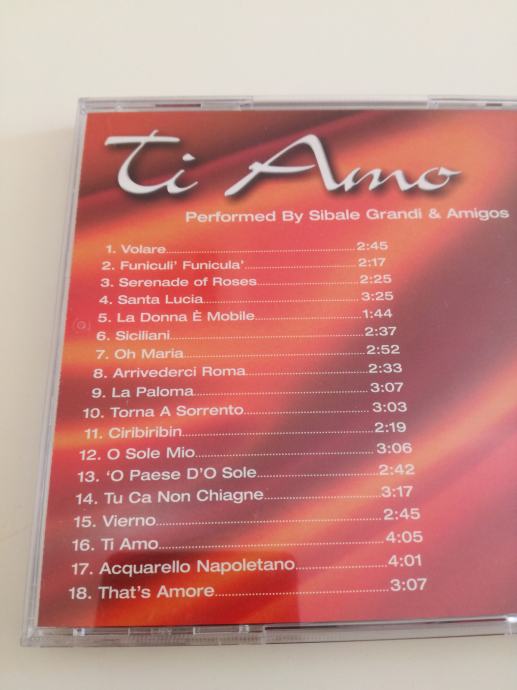 Ti Amo
Performed By Sibale Grandi & Amigos
1. Volare 2:45
2. Funiculi' Funicula' 2:17
3. Serenade of Roses 2:25
4. Santa Lucia 3:25
5. La Donna È Mobile 1:44
6. Siciliani 2:37
7. Oh Maria 2:52
8. Arrivederci Roma 2:33
9. La Paloma 3:07
10. Torna A Sorrento 3:03
11. Ciribiribin 2:19
12. O Sole Mio 3:06
13. 'O Paese D'O Sole 2:42
14. Tu Ca Non Chiagne 3:17
15. Vierno 2:45
16. Ti Amo 4:05
17. Acquarello Napoletano 4:01
18. That's Amore 3:07